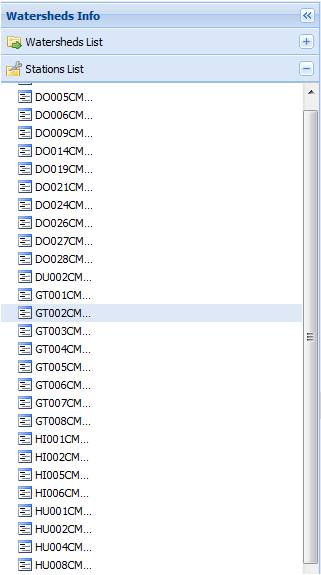 Watersheds Info
Watersheds List
Stations List
DO005CM...
DO006CM...
DO009CM...
DO014CM...
DO019CM...
DO021CM...
DO024CM...
DO026CM...
DO027CM...
DO028CM...
DU002CM...
GT001CM...
GT002CM...
GT003CM...
GT004CM...
GT005CM...
GT006CM...
GT007CM...
GT008CM...
HI001CM...
HI002CM...
HI005CM...
HI006CM...
HU001CM...
HU002CM...
HU004CM...
HU008CM...